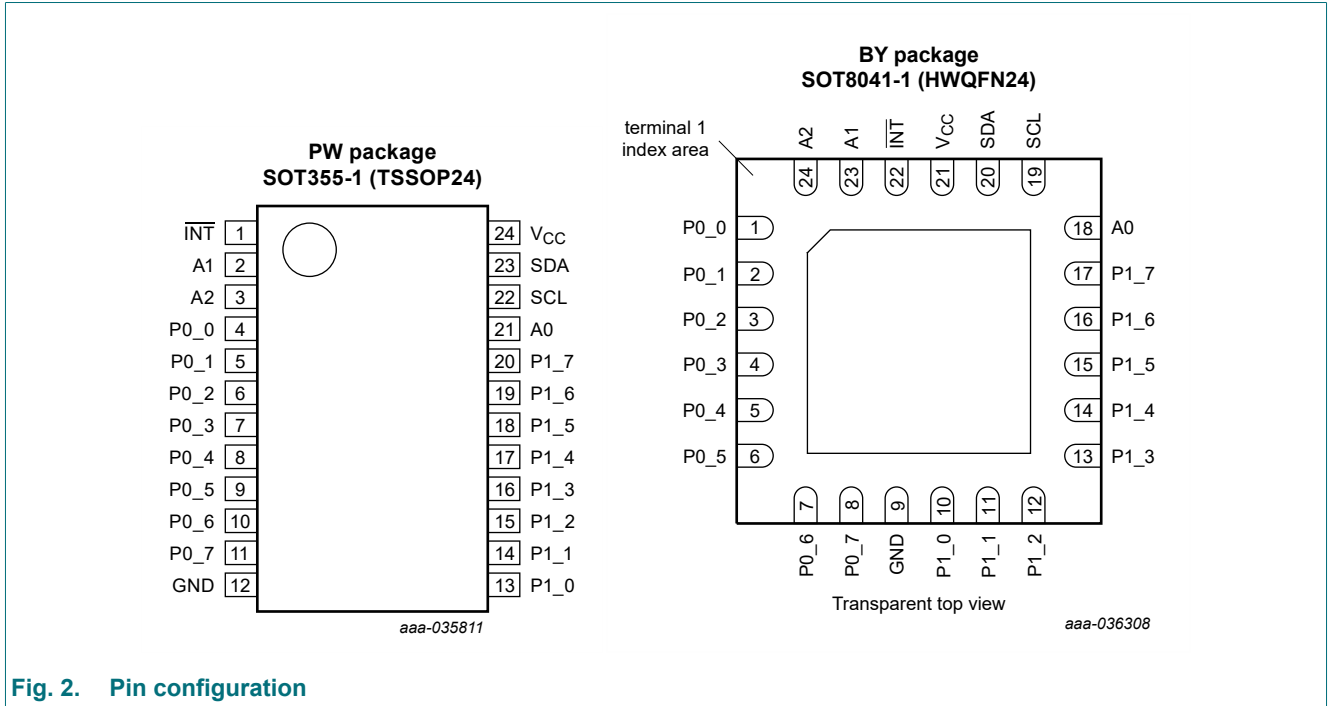 PW package
SOT355-1 (TSSOP24)
INT 1
A1 2
A2 3
P0_0 4
P0_1 5
P0_2 6
P0_3 7
P0_4 8
P0_5 9
P0_6 10
P0_7 11
GND 12
24 VCC
23 SDA
22 SCL
21 A0
20 P1_7
19 P1_6
18 P1_5
17 P1_4
16 P1_3
15 P1_2
14 P1_1
13 P1_0
aaa-035811
BY package
SOT8041-1 (HWQFN24)
terminal 1
index area
A2 A1 INT VCC SDA SCL
24 23 22 21 20 19
P0_0 1
P0_1 2
P0_2 3
P0_3 4
P0_4 5
P0_5 6
18 A0
17 P1_7
16 P1_6
15 P1_5
14 P1_4
13 P1_3
7 8 9 10 11 12
P0_6 P0_7 GND P1_0 P1_1 P1_2
Transparent top view
aaa-036308
Fig. 2. Pin configuration